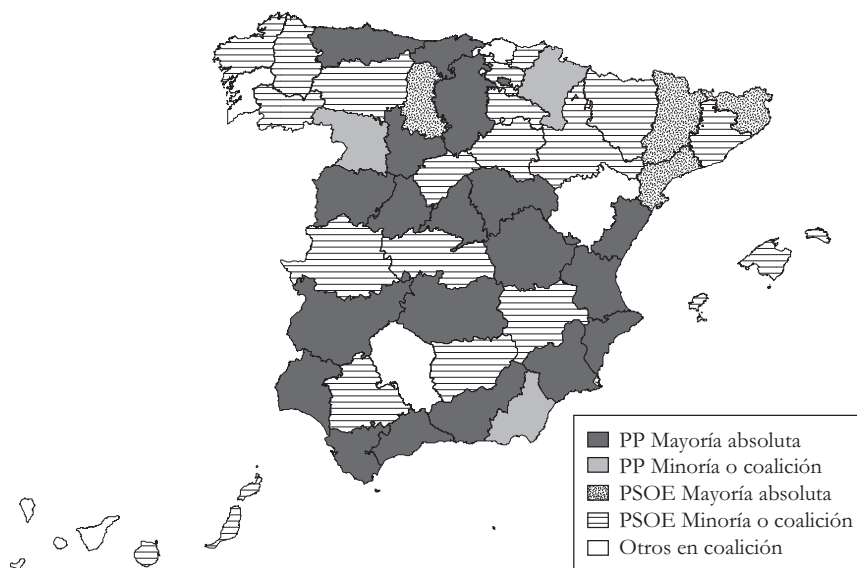 PP Mayoría absoluta
PP Minoría o coalición
PSOE Mayoría absoluta
PSOE Minoría o coalición
Otros en coalición